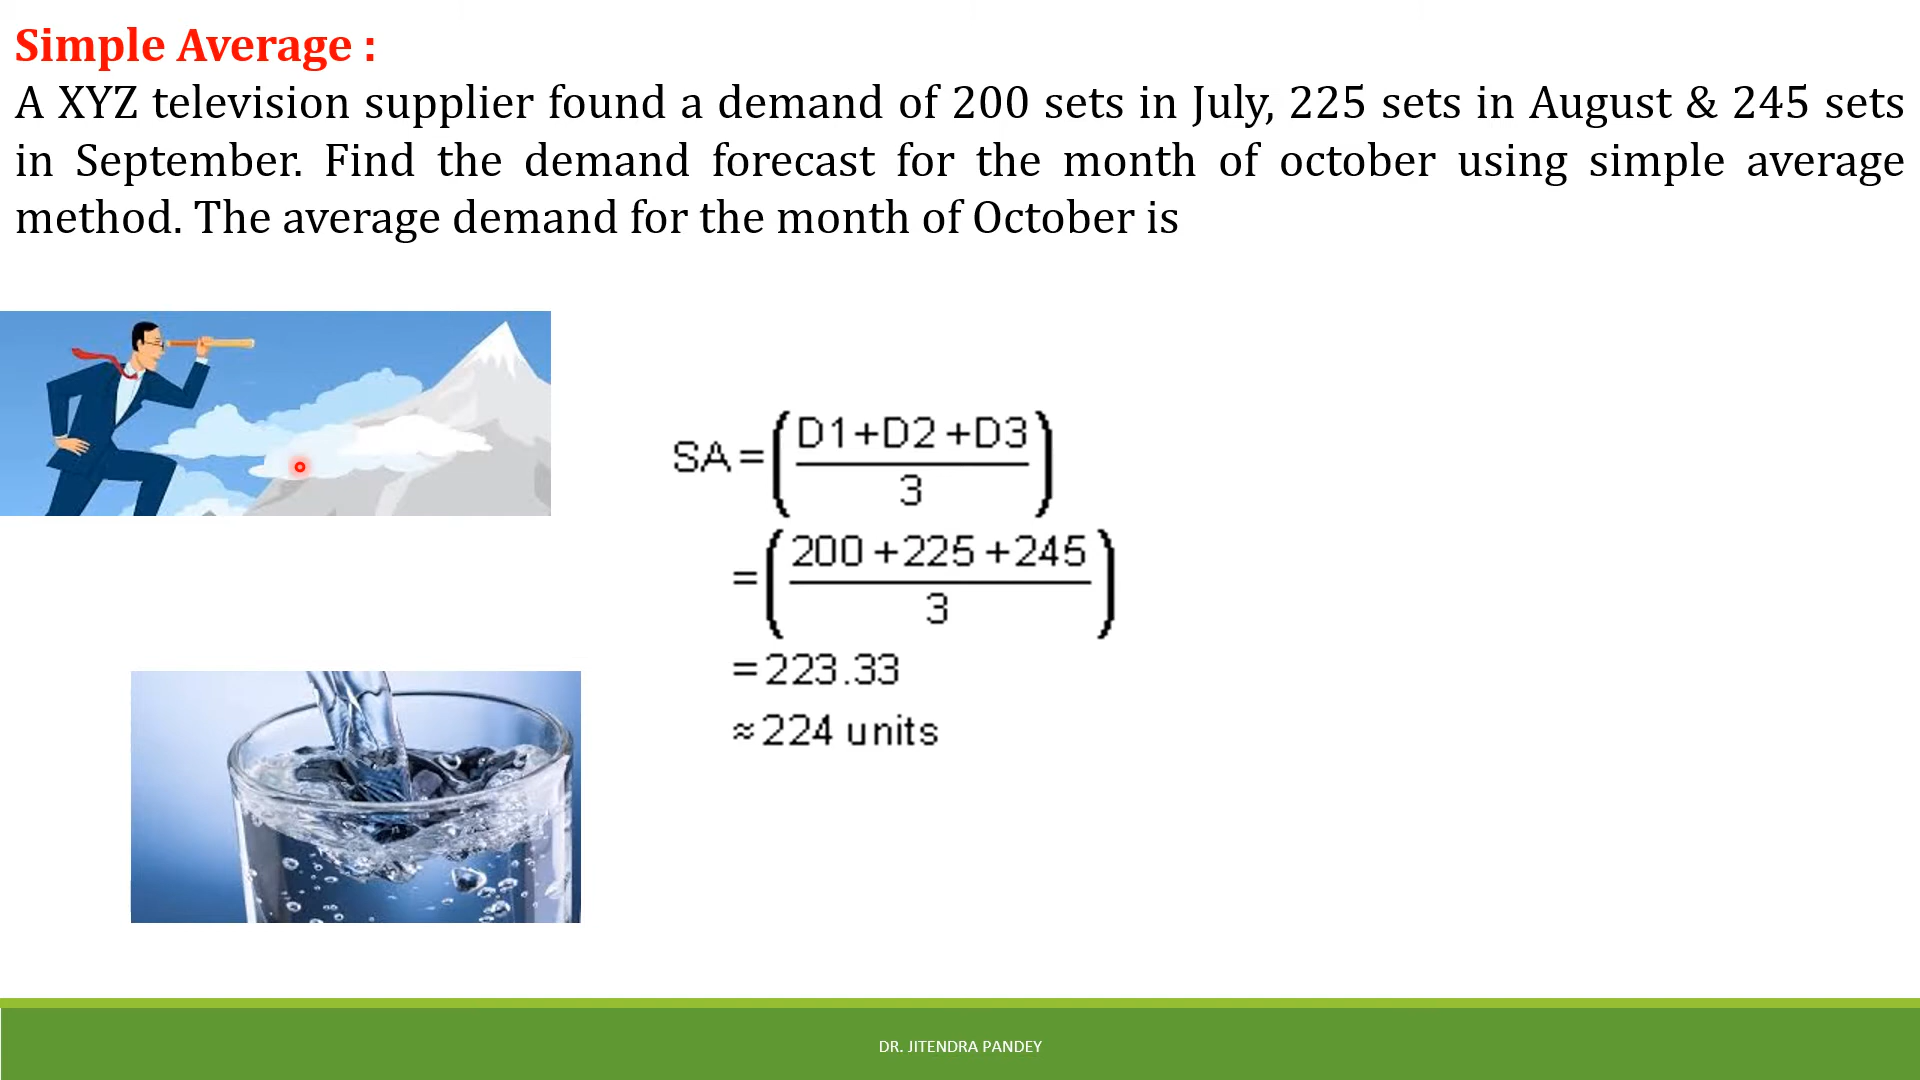 Simple Average :
A XYZ television supplier found a demand of 200 sets in July, 225 sets in August & 245 sets
in September. Find the demand forecast for the month of october using simple average
method. The average demand for the month of October is
SA = (D1+D2+D3 / 3)
= (200+225+245 / 3)
=223.33
≈224 units
DR. JITENDRA PANDEY